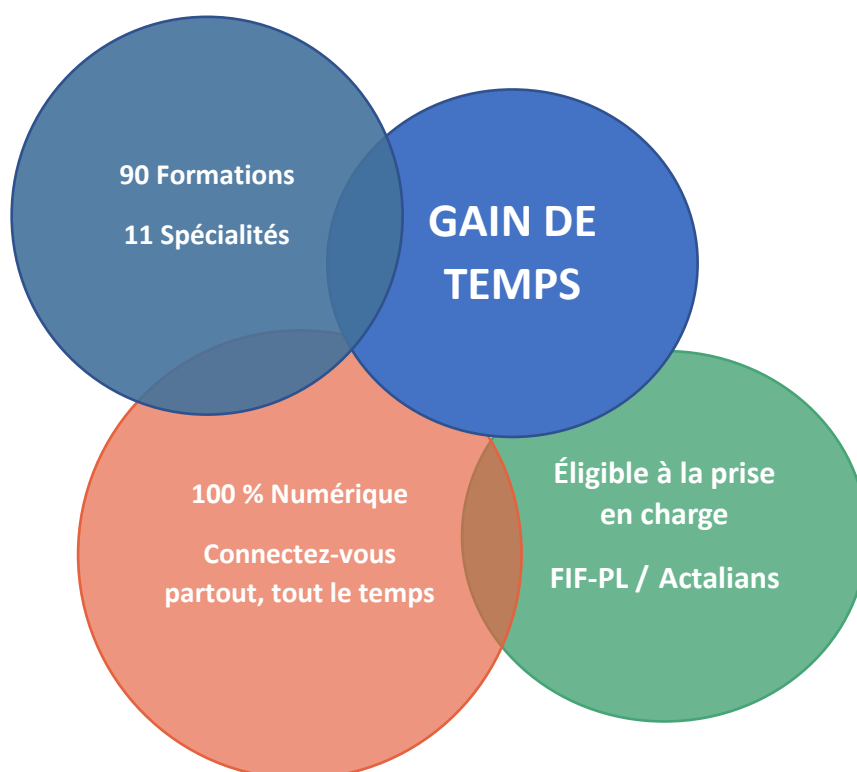 90 Formations
11 Spécialités
GAIN DE
TEMPS
100 % Numérique
Connectez-vous
partout, tout le temps
Éligible à la prise
en charge
FIF-PL / Actalians